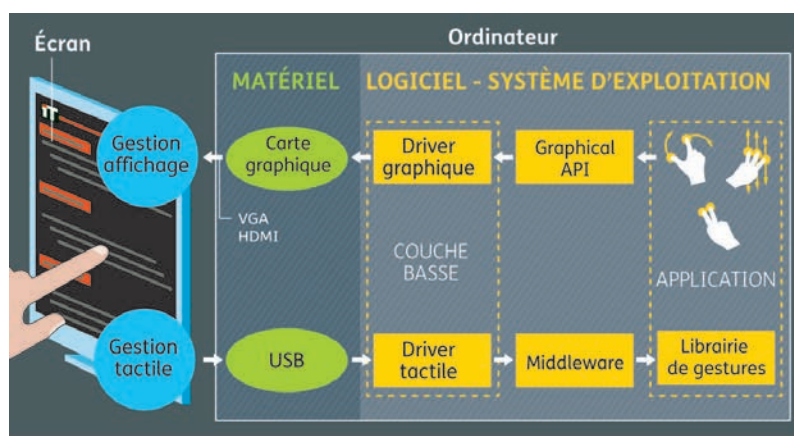 Écran
Ordinateur
MATÉRIEL
LOGICIEL - SYSTÈME D'EXPLOITATION
iT
Gestion
affichage
Carte
graphique
Driver
graphique
Graphical
API
VGA
HDMI
COUCHE
BASSE
APPLICATION
Gestion
tactile
USB
Driver
tactile
Middleware
Librairie
de gestures